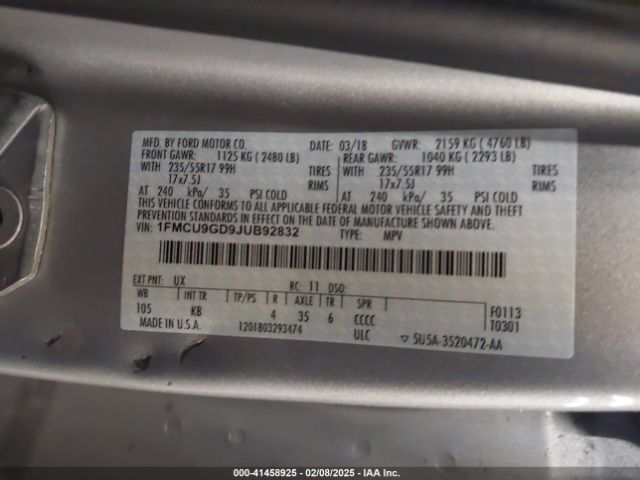 MFD. BY FORD MOTOR CO. DATE: 03/18 GVWR: 2159 KG ( 4760 LB)
FRONT GAWR: 1125 KG ( 2480 LB) REAR GAWR: 1040 KG ( 2293 LB)
WITH 235/55R17 99H TIRES WITH 235/55R17 99H TIRES
17x7.5J RIMS 17x7.5J RIMS
AT 240 kPa/ 35 PSI COLD AT 240 kPa/ 35 PSI COLD
THIS VEHICLE CONFORMS TO ALL APPLICABLE FEDERAL MOTOR VEHICLE SAFETY AND THEFT
PREVENTION STANDARDS IN EFFECT ON THE DATE OF MANUFACTURE SHOWN ABOVE.
VIN: 1FMCU9GD9JUB92832 TYPE: MPV
EXT PNT: UX RC: 11 DSO:
WB INT TR TP/PS R AXLE TR SPR
105 KB 4 35 6 CCCC
F0113
T0301
MADE IN U.S.A. 1201803293474 ULC 5U5A-3520472-AA
000-41458925 - 02/08/2025 - IAA Inc.